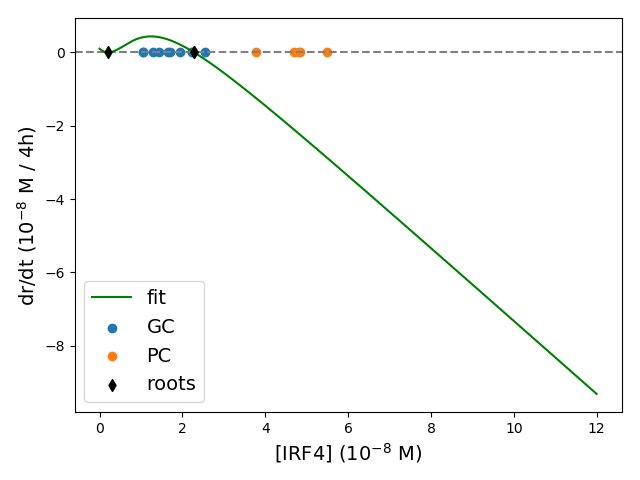 0
−2
−4
−6
−8
dr/dt (10⁻⁸ M / 4h)
fit
GC
PC
roots
0 2 4 6 8 10 12
[IRF4] (10⁻⁸ M)